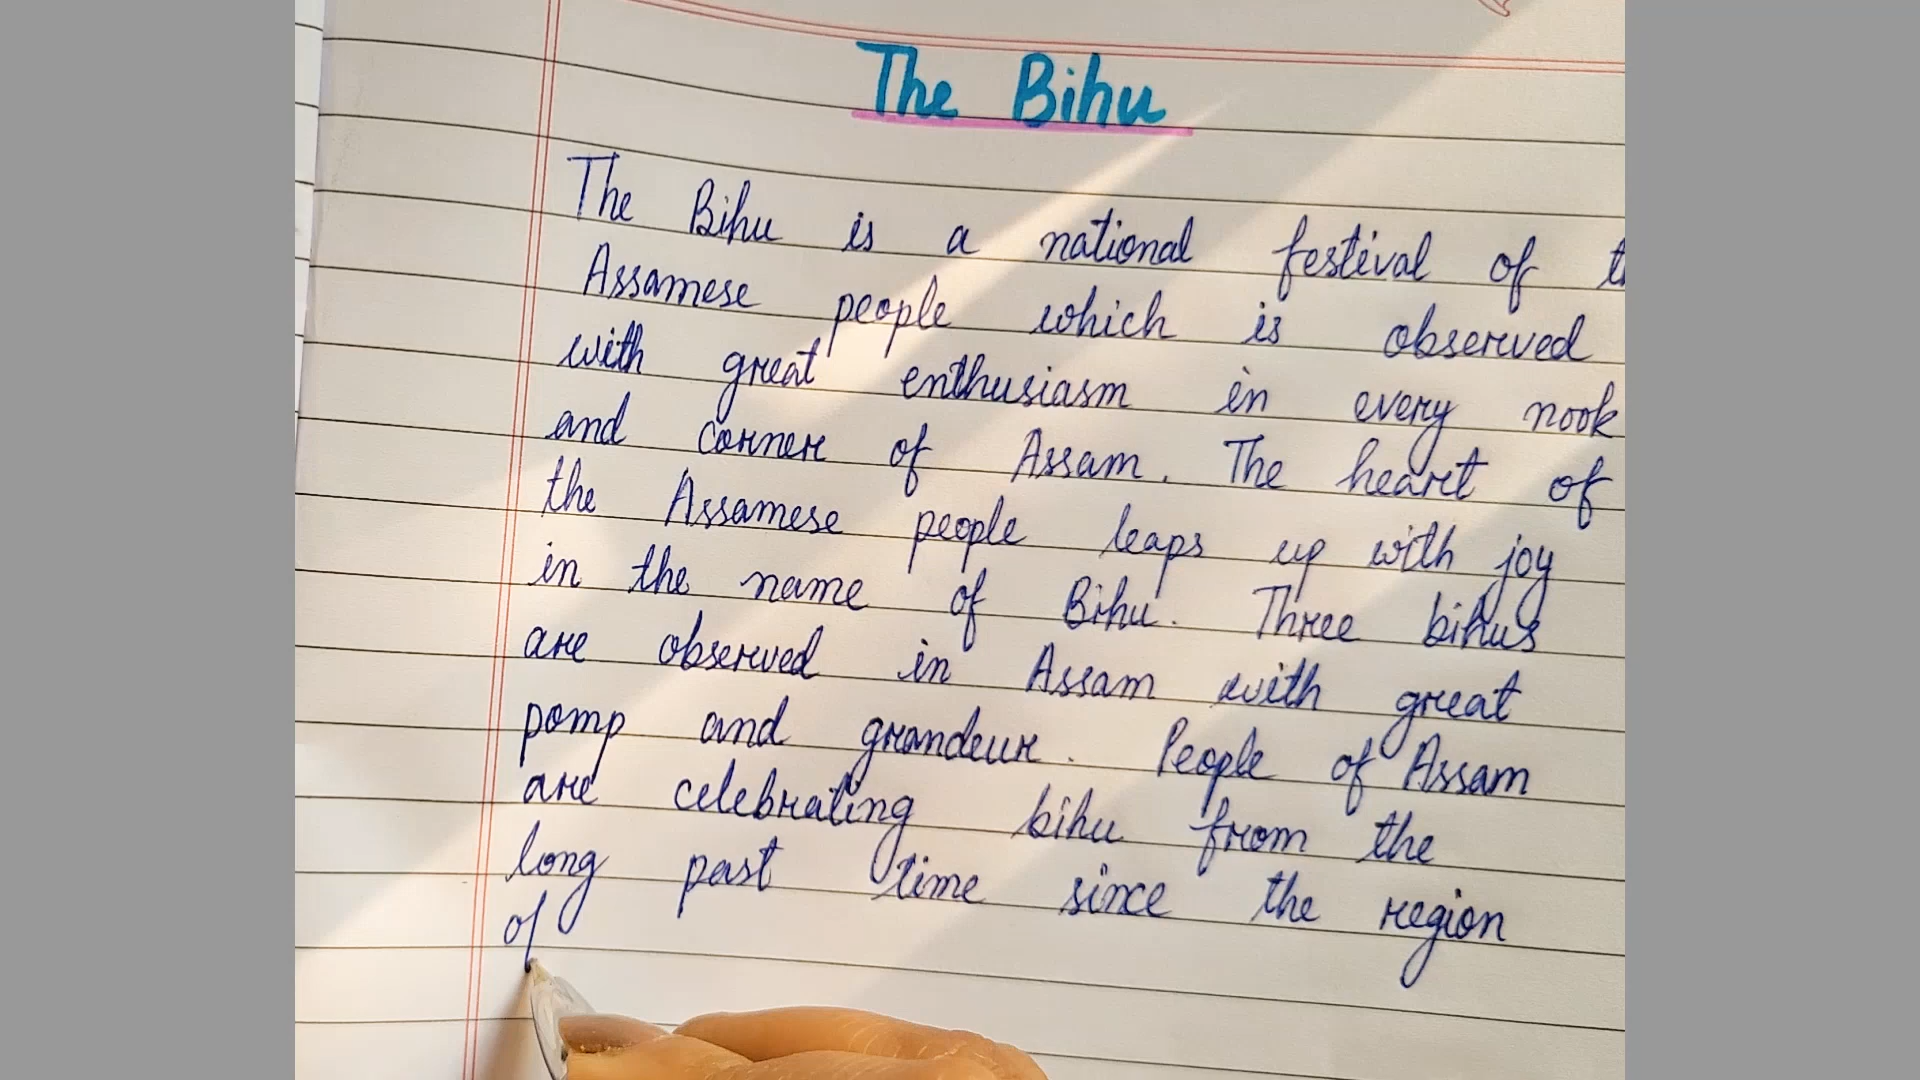 The Bihu
The Bihu is a national festival of
Assamese people which is observed
with great enthusiasm in every nook
and corner of Assam. The heart of
the Assamese people leaps up with joy
in the name of Bihu. Three bihus
are observed in Assam with great
pomp and grandeur. People of Assam
are celebrating bihu from the
long past time since the region
of